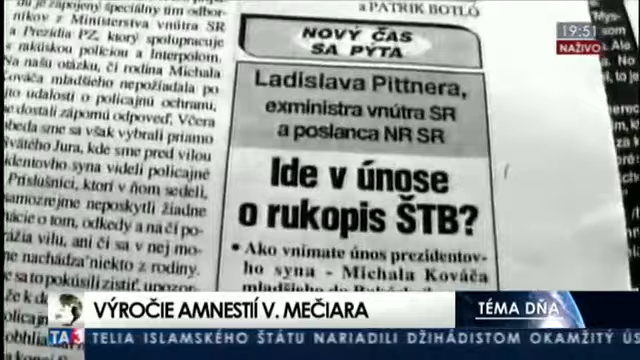 je zapojený špeciálny tím odbor-
níkov z Ministerstva vnútra SR
a Prezídia PZ, ktorý spolupracuje
s rakúskou políciou a Interpolom.
Na našu otázku, či rodina Michala
Kováča mladšieho nepožiadala po
tejto udalosti o policajnú ochranu,
sme dostali zápornú odpoveď. Včera
poobede sme sa však vybrali priamo
Svätého Jura, kde sme pred vilou
videli policajné
Príslušníci, ktorí v ňom sedeli,
samozrejme neposkytli žiadne
o tom, odkedy a na čí po-
vilu, ani či sa v nej mo-
nachádza niekto z rodiny.
sa to pokúsili zistiť, upozor-
a PATRIK BOTLÓ
NOVÝ ČAS
SA PÝTA
Ladislava Pittnera,
exministra vnútra SR
a poslanca NR SR
Ide v únose
o rukopis ŠTB?
• Ako vnímate únos prezidentov-
ho syna - Michala Kováča
mladšieho do
19:51
NAŽIVO
VÝROČIE AMNESTIÍ V. MEČIARA
TÉMA DŇA
TA3
TELIA ISLAMSKÉHO ŠTÁTU NARIADILI DŽIHÁDISTOM OKAMŽITÝ ÚS